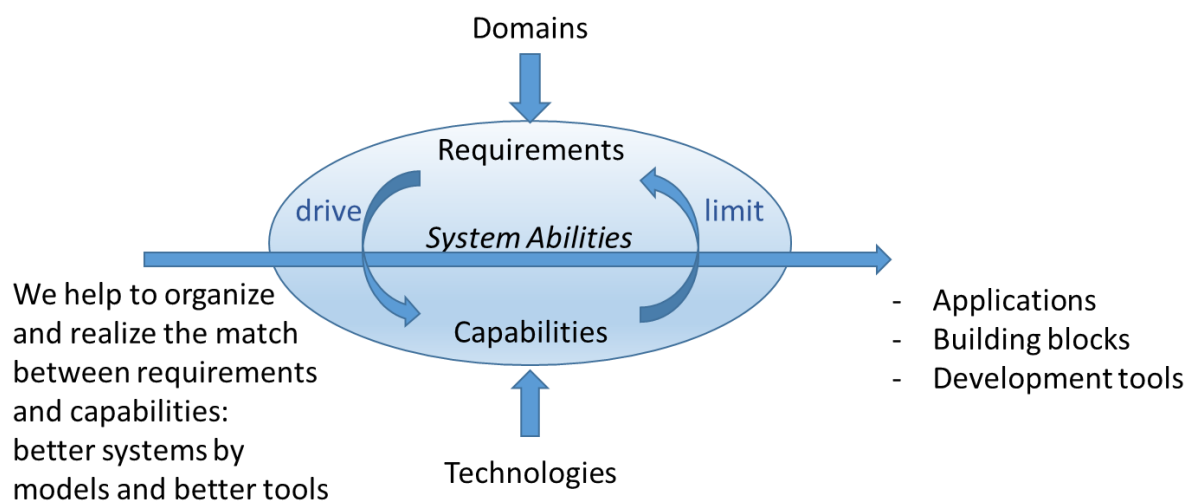 Domains
Requirements
drive
limit
System Abilities
Capabilities
We help to organize
and realize the match
between requirements
and capabilities:
better systems by
models and better tools
- Applications
- Building blocks
- Development tools
Technologies